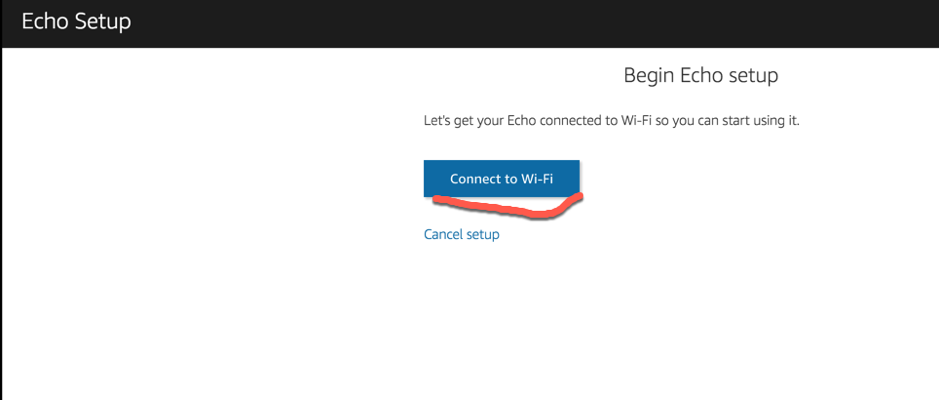 Echo Setup
Begin Echo setup
Let's get your Echo connected to Wi-Fi so you can start using it.
Connect to Wi-Fi
Cancel setup